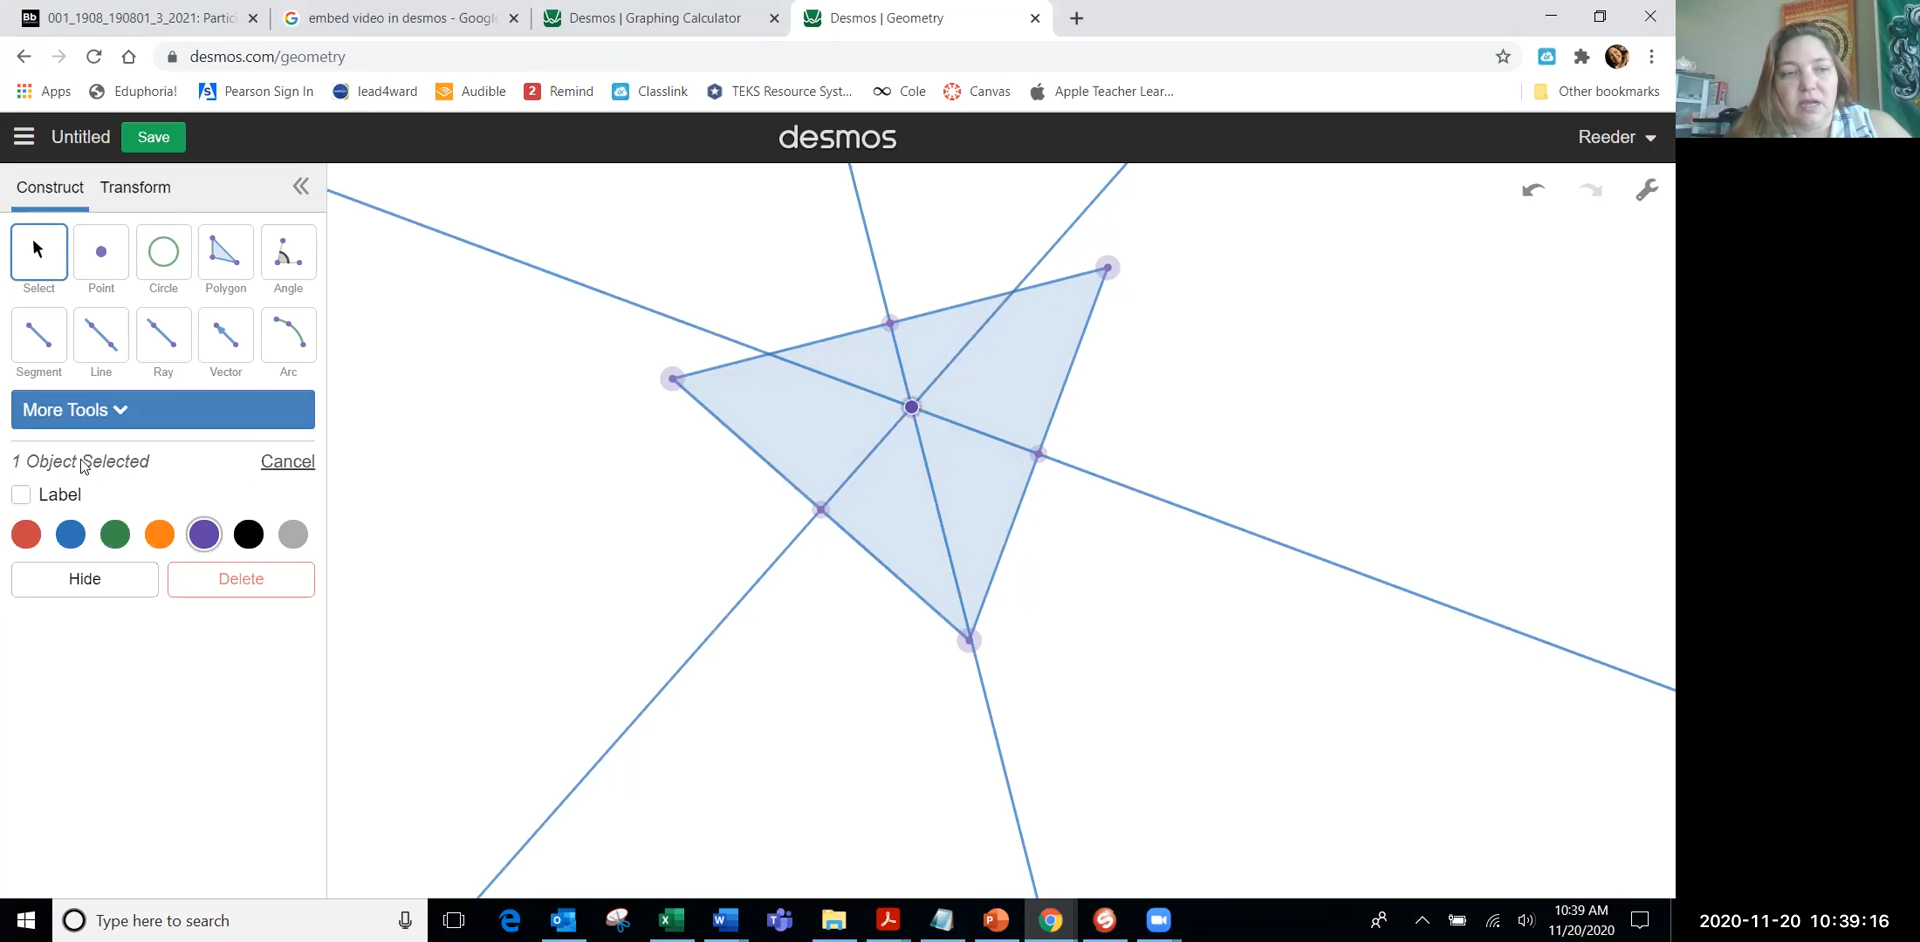 Bb 001_1908_190801_3_2021: Partic
G embed video in desmos - Google
Desmos | Graphing Calculator
Desmos | Geometry
desmos.com/geometry
Apps
Eduphoria!
Pearson Sign In
lead4ward
Audible
2 Remind
Classlink
TEKS Resource Syst...
Cole
Canvas
Apple Teacher Lear...
Other bookmarks
Untitled
Save
desmos
Reeder
Construct
Transform
Select
Point
Circle
Polygon
Angle
Segment
Line
Ray
Vector
Arc
More Tools
1 Object Selected
Cancel
Label
Hide
Delete
Type here to search
10:39 AM
11/20/2020
2020-11-20 10:39:16